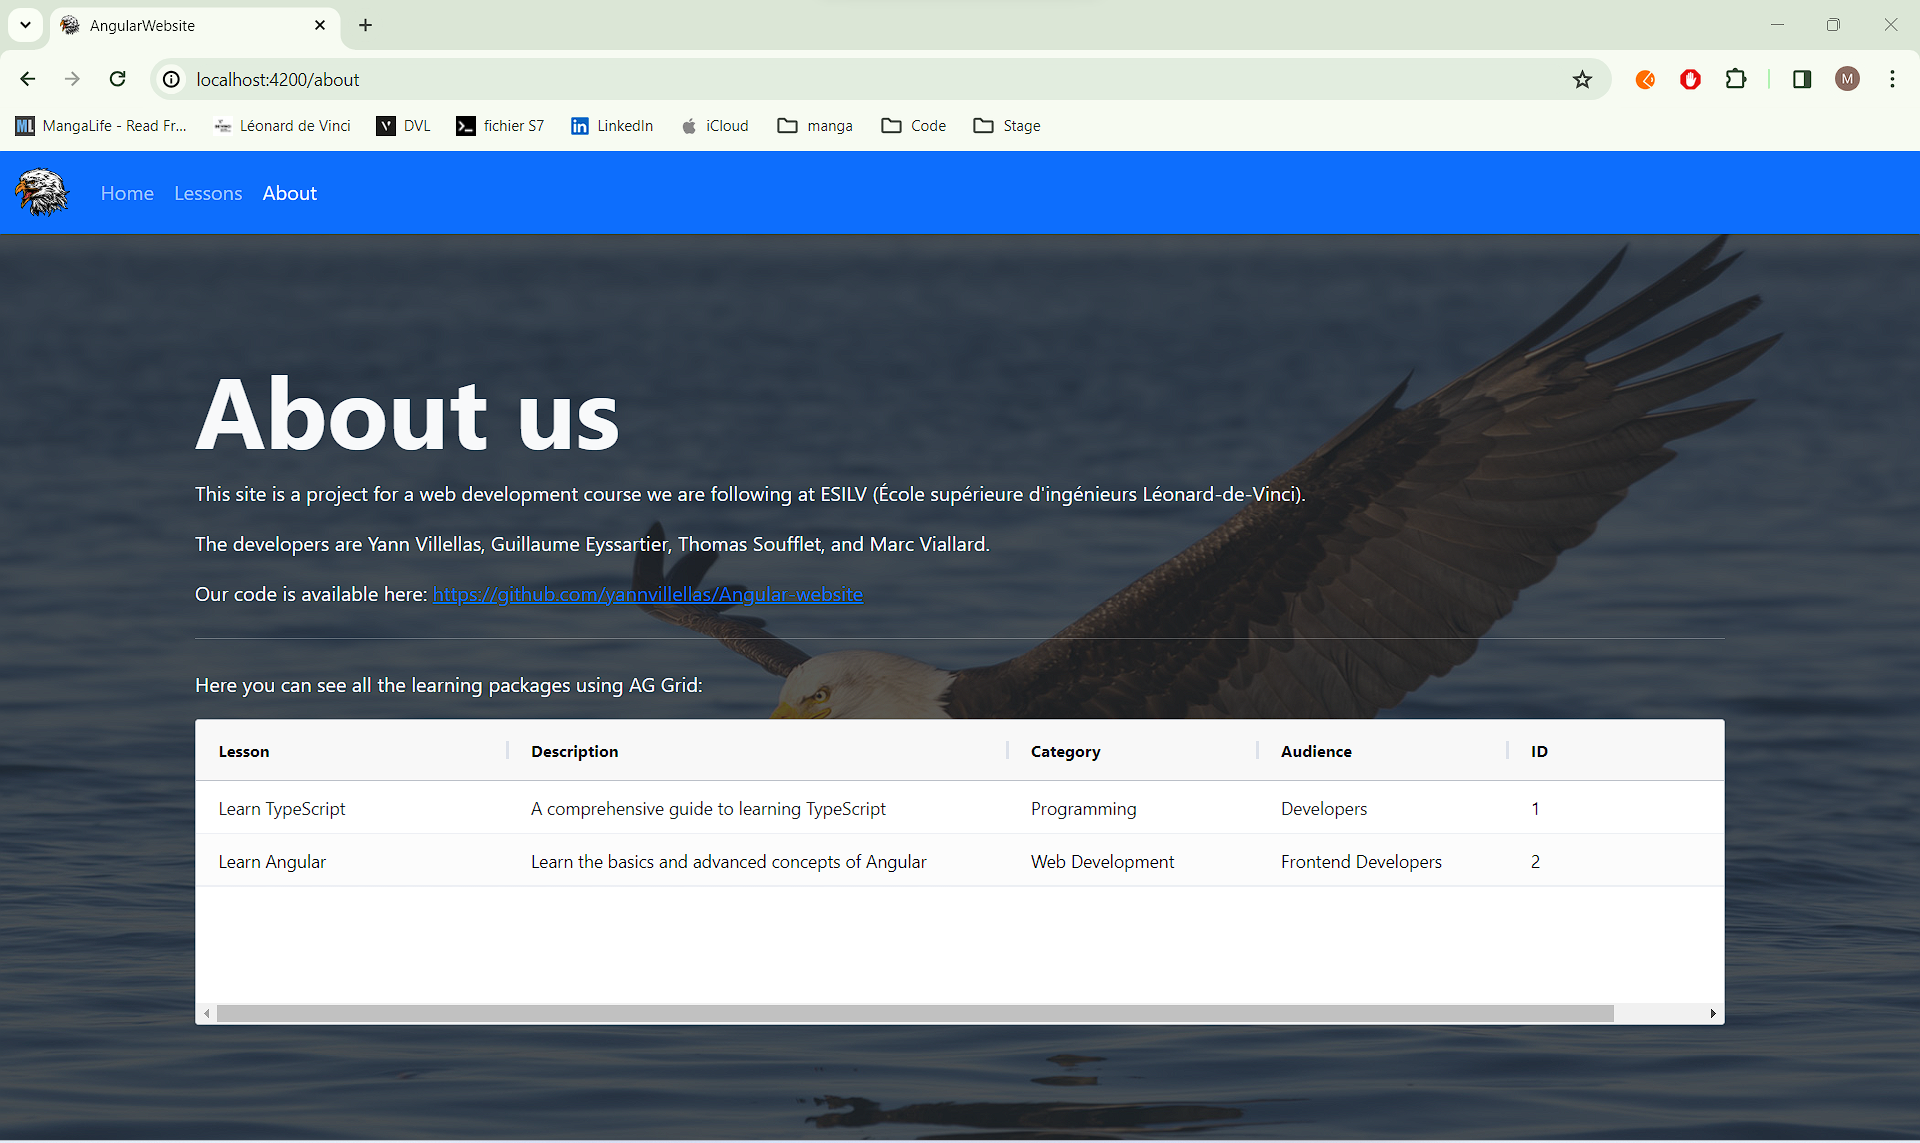 AngularWebsite
localhost:4200/about
M
ML MangaLife - Read Fr... Léonard de Vinci DVL fichier S7 LinkedIn iCloud manga Code Stage
Home Lessons About
About us
This site is a project for a web development course we are following at ESILV (École supérieure d'ingénieurs Léonard-de-Vinci).
The developers are Yann Villellas, Guillaume Eyssartier, Thomas Soufflet, and Marc Viallard.
Our code is available here: https://github.com/yannvillellas/Angular-website
Here you can see all the learning packages using AG Grid:
Lesson Description Category Audience ID
Learn TypeScript A comprehensive guide to learning TypeScript Programming Developers 1
Learn Angular Learn the basics and advanced concepts of Angular Web Development Frontend Developers 2